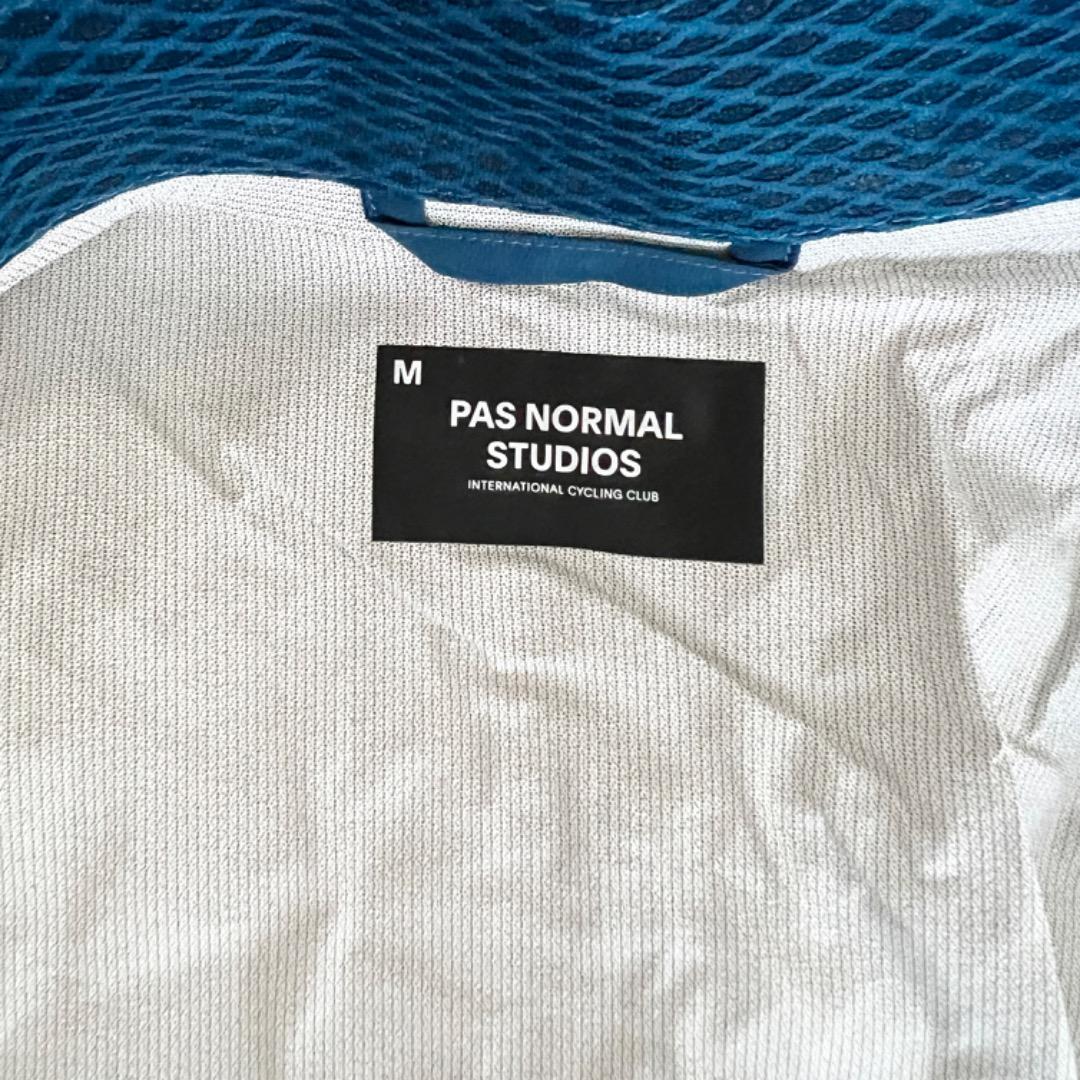 M
PAS NORMAL
STUDIOS
INTERNATIONAL CYCLING CLUB